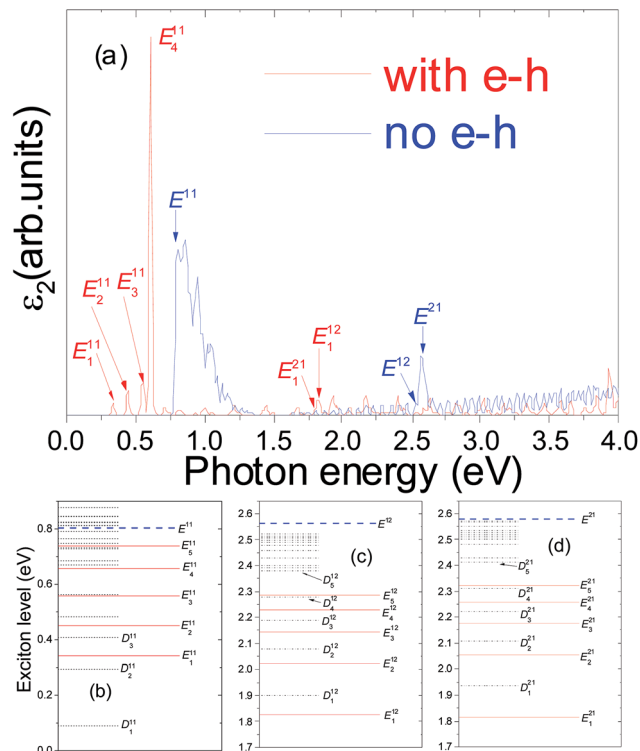 (a)
E₄¹¹
with e-h
no e-h
E¹¹
E₃¹¹
E₂¹¹
E₁¹¹
E₁¹²
E₁²¹
E²¹
E¹²
ε₂(arb.units)
0.0 0.5 1.0 1.5 2.0 2.5 3.0 3.5 4.0
Photon energy (eV)
Exciton level (eV)
0.8
0.6
0.4
0.2
0.0
E¹¹
E₅¹¹
E₄¹¹
E₃¹¹
E₂¹¹
D₃¹¹
E₁¹¹
D₂¹¹
(b)
D₁¹¹
2.6
2.5
2.4
2.3
2.2
2.1
2.0
1.9
1.8
1.7
E¹²
(c)
D₅¹²
E₅¹²
D₄¹²
E₄¹²
D₃¹²
E₃¹²
D₂¹²
E₂¹²
D₁¹²
E₁¹²
2.6
2.5
2.4
2.3
2.2
2.1
2.0
1.9
1.8
1.7
E²¹
(d)
D₅²¹
E₅²¹
D₄²¹
E₄²¹
D₃²¹
E₃²¹
D₂²¹
E₂²¹
D₁²¹
E₁²¹